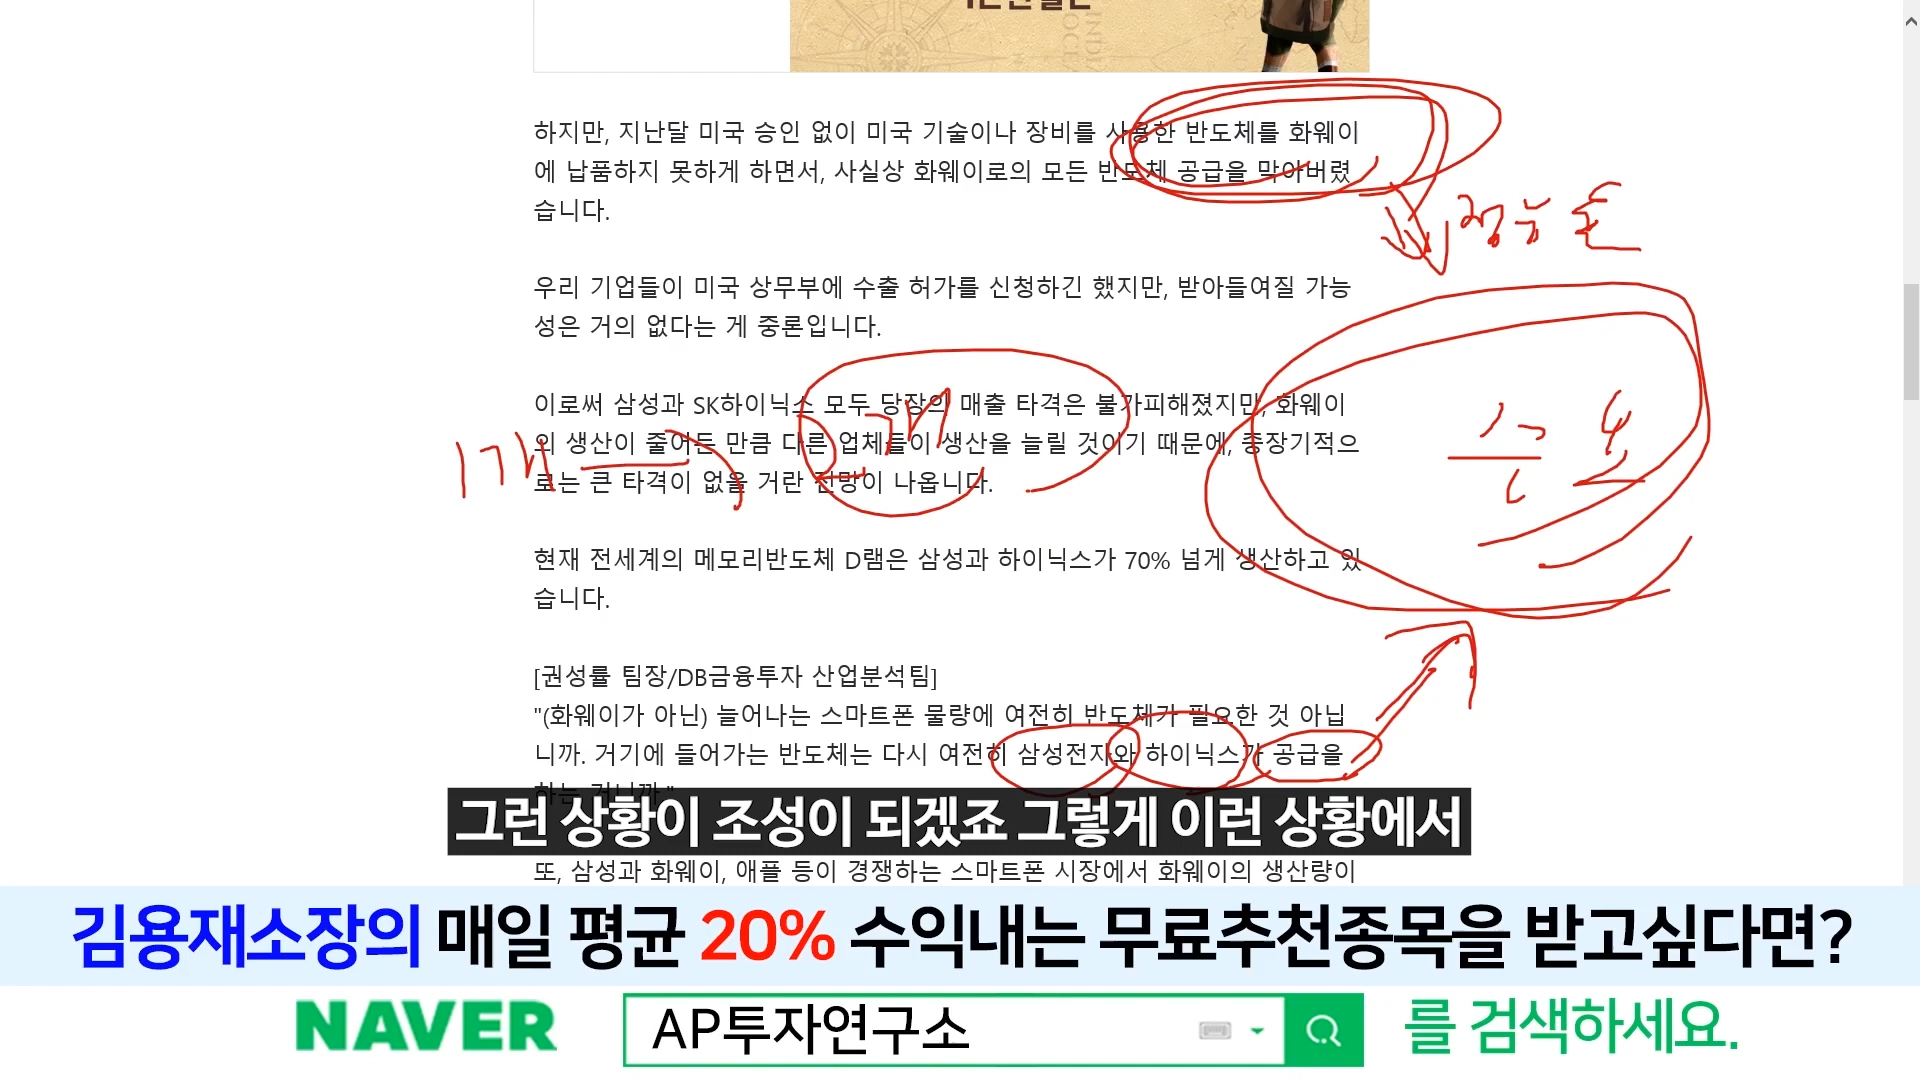 하지만, 지난달 미국 승인 없이 미국 기술이나 장비를 사용한 반도체를 화웨이
에 납품하지 못하게 하면서, 사실상 화웨이로의 모든 반도체 공급을 막아버렸
습니다.
우리 기업들이 미국 상무부에 수출 허가를 신청하긴 했지만, 받아들여질 가능
성은 거의 없다는 게 중론입니다.
이로써 삼성과 SK하이닉스 모두 당장의 매출 타격은 불가피해졌지만, 화웨이
의 생산이 줄어든 만큼 다른 업체들이 생산을 늘릴 것이기 때문에, 중장기적으
로는 큰 타격이 없을 거란 전망이 나옵니다.
1개
2개
수요
현재 전세계의 메모리반도체 D램은 삼성과 하이닉스가 70% 넘게 생산하고 있
습니다.
[권성률 팀장/DB금융투자 산업분석팀]
"(화웨이가 아닌) 늘어나는 스마트폰 물량에 여전히 반도체가 필요한 것 아닙
니까. 거기에 들어가는 반도체는 다시 여전히 삼성전자와 하이닉스가 공급을
하는 거니까."
그런 상황이 조성이 되겠죠 그렇게 이런 상황에서
또, 삼성과 화웨이, 애플 등이 경쟁하는 스마트폰 시장에서 화웨이의 생산량이
김용재소장의 매일 평균 20% 수익내는 무료추천종목을 받고싶다면?
NAVER AP투자연구소 를 검색하세요.